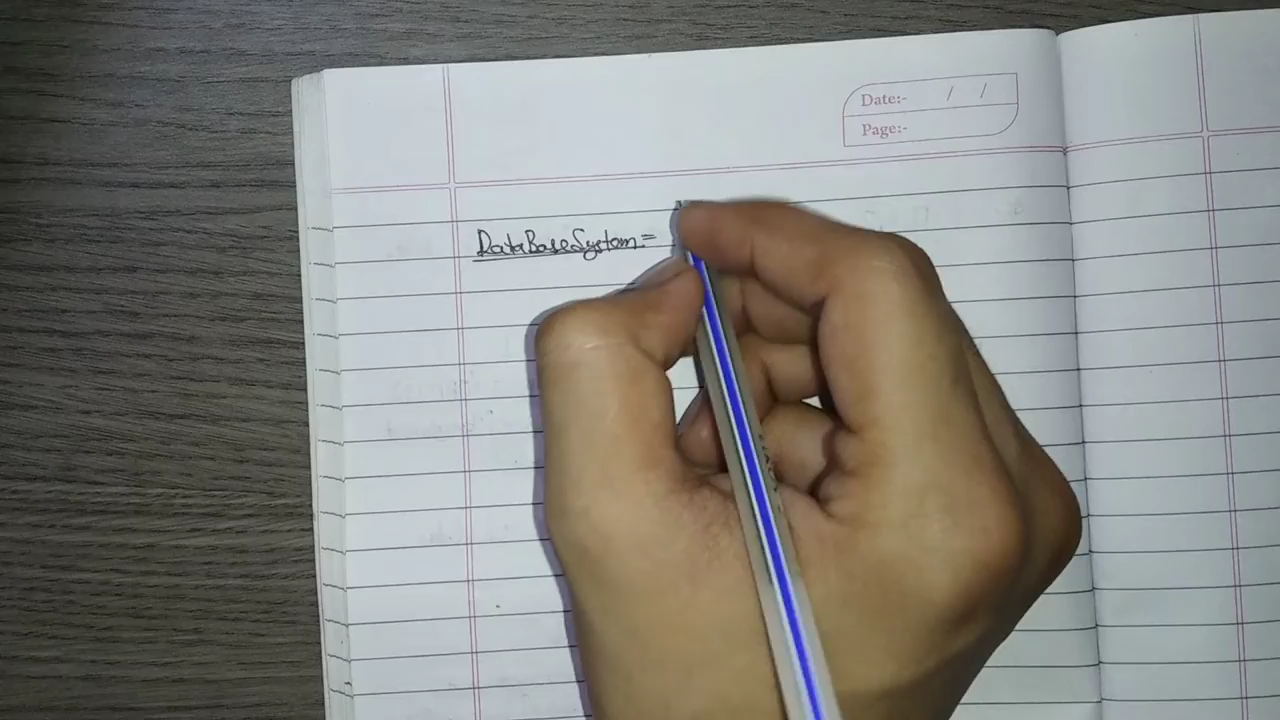 Date:- / /
Page:-
DataBaseSystem=